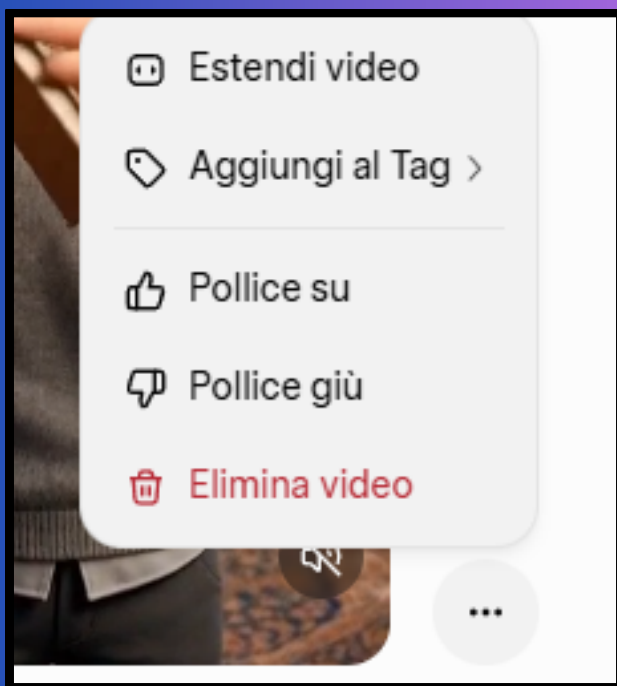 Estendi video
Aggiungi al Tag
Pollice su
Pollice giù
Elimina video